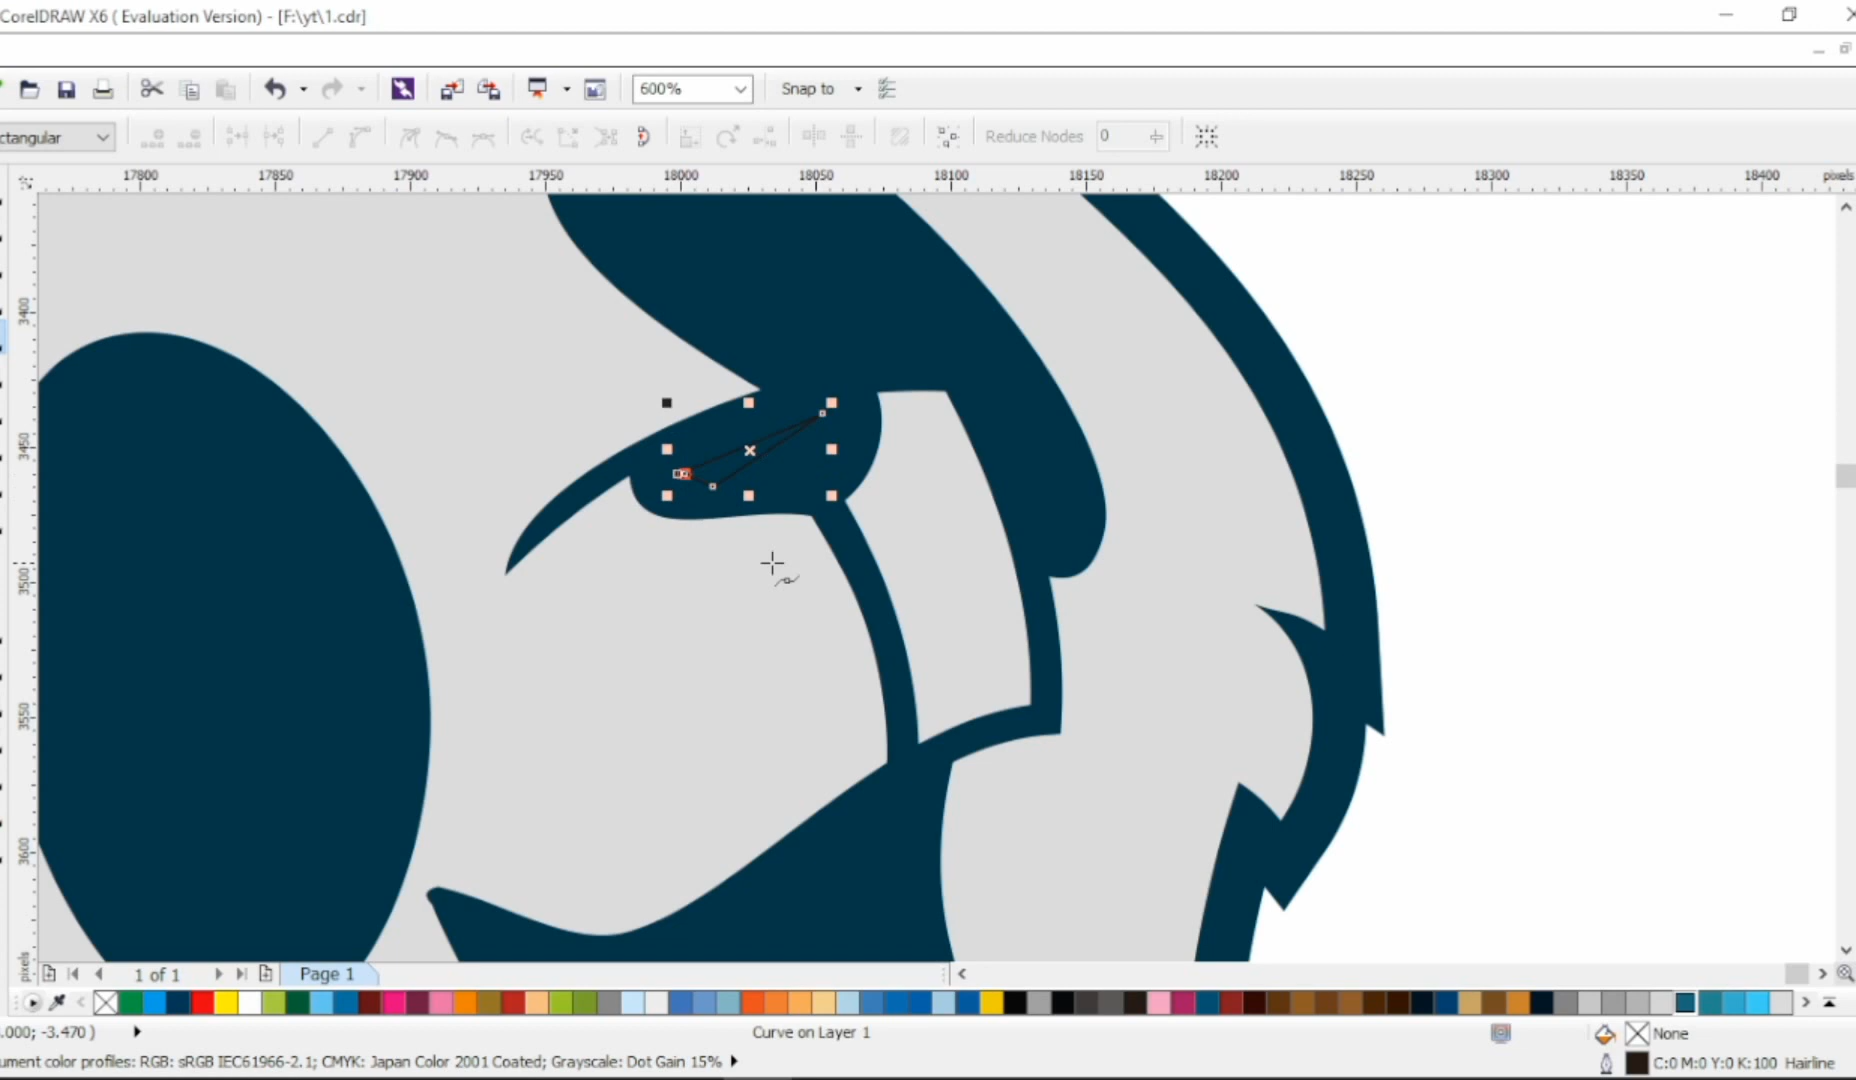 CorelDRAW X6 ( Evaluation Version) - [F:\yt\1.cdr]
600%
Snap to
ctangular
Reduce Nodes 0
17800 17850 17900 17950 18000 18050 18100 18150 18200 18250 18300 18350 18400 pixels
3400
3450
3500
3550
3600
pixels
1 of 1
Page 1
.000; -3.470 )
Curve on Layer 1
None
ument color profiles: RGB: sRGB IEC61966-2.1; CMYK: Japan Color 2001 Coated; Grayscale: Dot Gain 15%
C:0 M:0 Y:0 K:100 Hairline